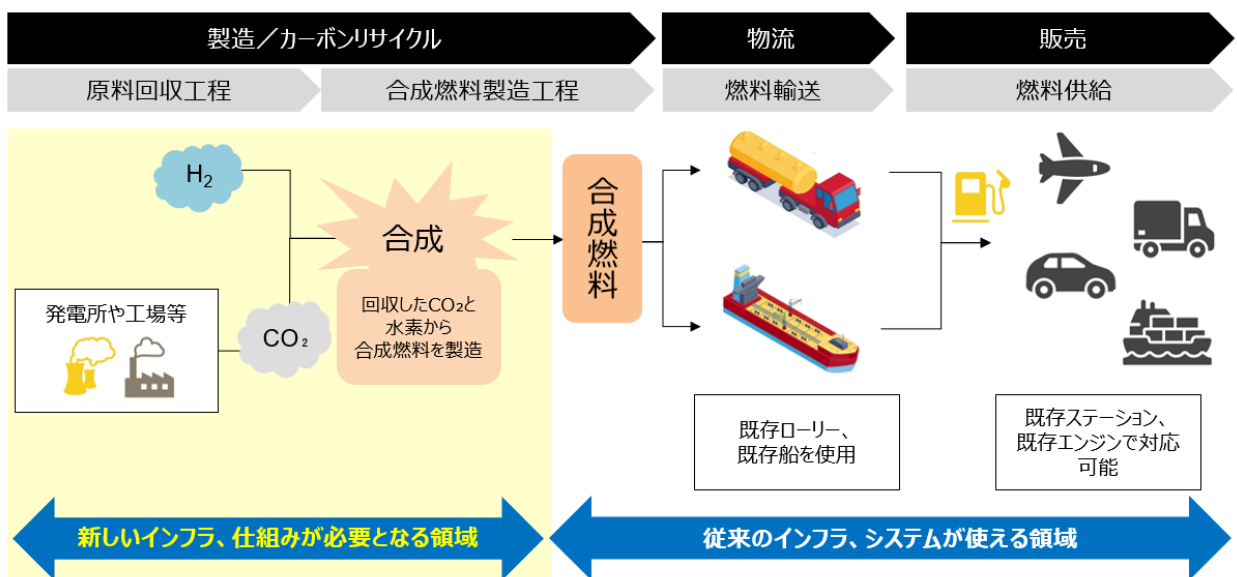 製造／カーボンリサイクル
物流
販売
原料回収工程
合成燃料製造工程
燃料輸送
燃料供給
H₂
合成
合成燃料
発電所や工場等
CO₂
回収したCO₂と
水素から
合成燃料を製造
既存ローリー、
既存船を使用
既存ステーション、
既存エンジンで対応
可能
新しいインフラ、仕組みが必要となる領域
従来のインフラ、システムが使える領域